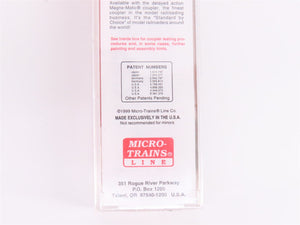 available with the delayed action
Magne-Matic® coupler, the finest
coupler in the model railroading
business. It's the "Standard by
Choice" of model railroaders around
the world!
See inside box for coupler testing pro-
cedures and, in some cases, further
painting and assembly hints.
PATENT NUMBERS
Other Patents Pending
©1999 Micro-Trains® Line Co.
MADE EXCLUSIVELY IN THE U.S.A.
Not recommended for minors
MICRO-
TRAINS®
LINE
351 Rogue River Parkway
P.O. Box 1200
Talent, OR 97540-1200 U.S.A.